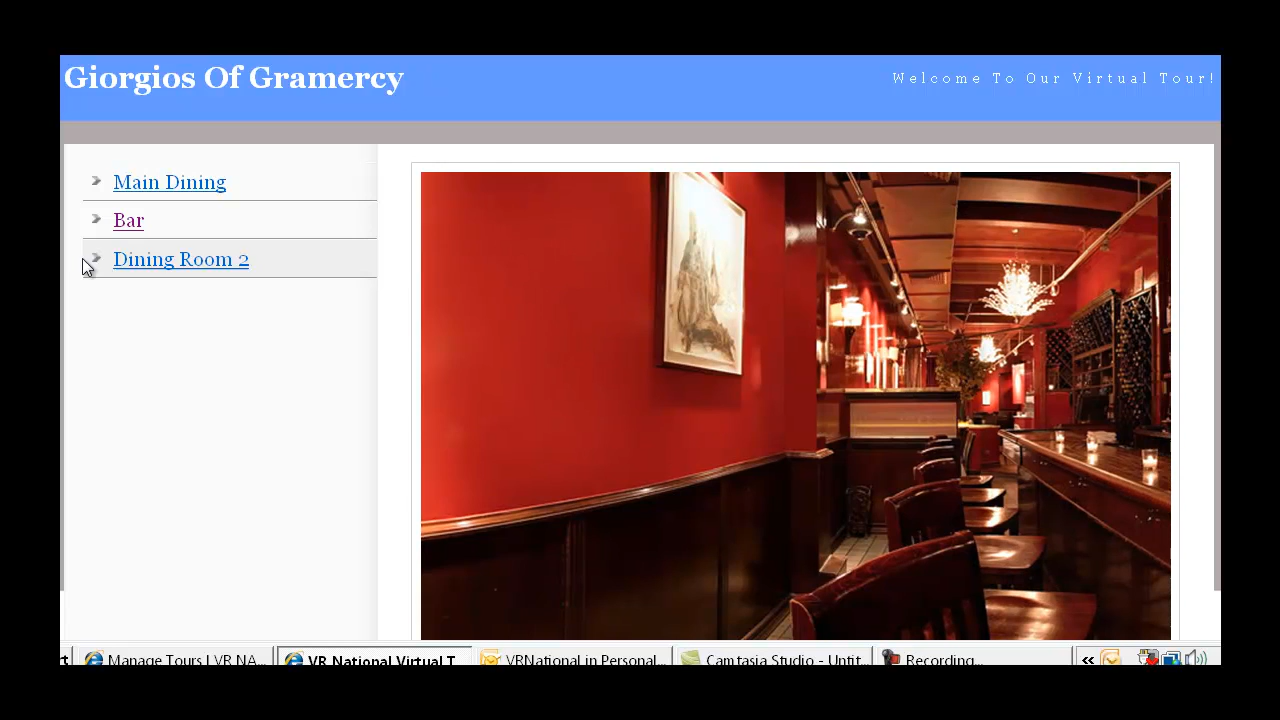 Giorgios Of Gramercy
Welcome To Our Virtual Tour!
Main Dining
Bar
Dining Room 2
Manage Tours | VR NA...
VR National Virtual T...
VRNational in Personal...
Camtasia Studio - Untit...
Recording...
«